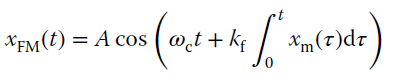 x_FM(t) = A cos ( ω_c t + k_f ∫_0^t x_m(τ)dτ )